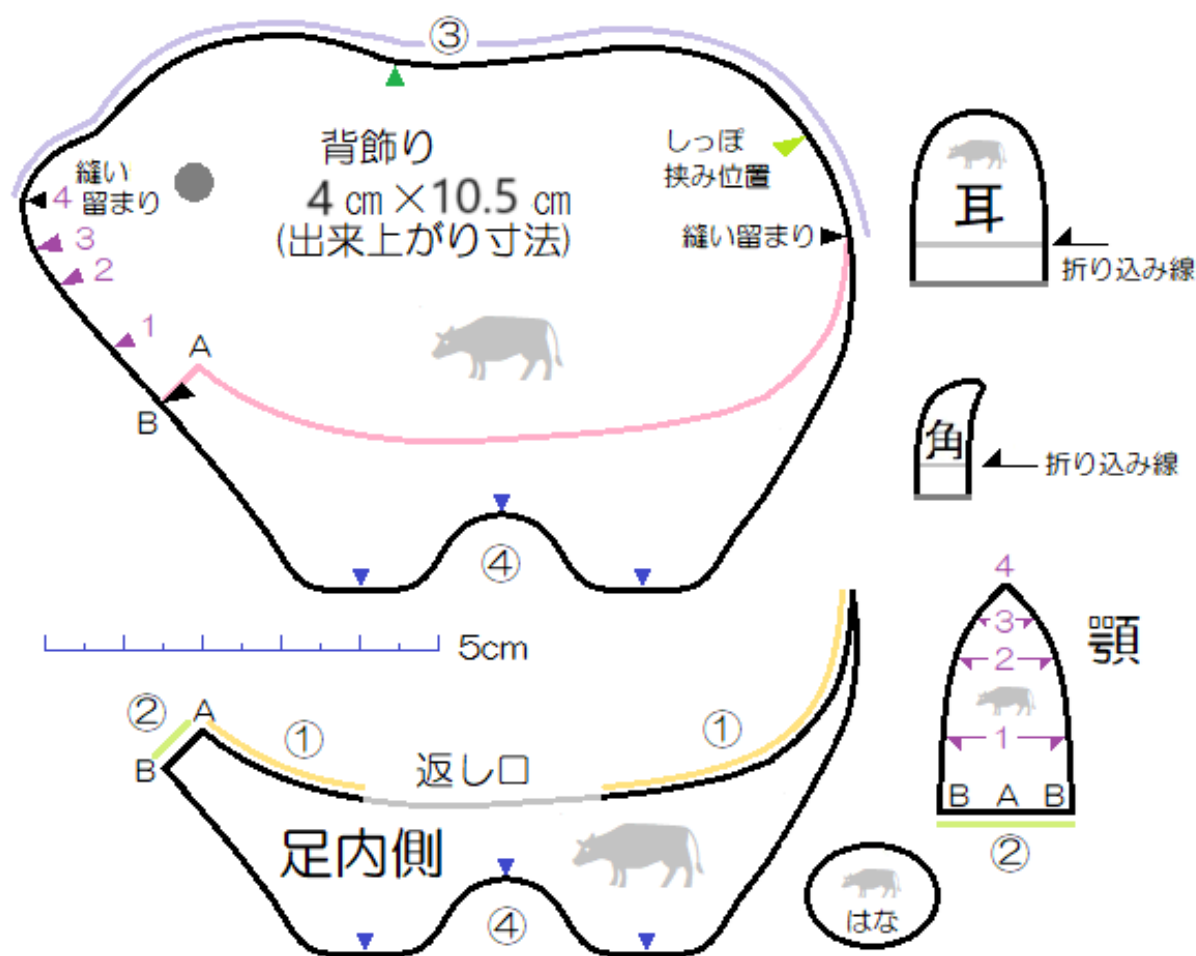 ③
背飾り
4 ㎝×10.5 ㎝
(出来上がり寸法)
縫い
留まり
4
3
2
1
A
B
しっぽ
挟み位置
縫い留まり
④
耳
折り込み線
角
折り込み線
5cm
②
A
B
①
返し口
①
足内側
④
4
3
2
1
顎
B A B
②
はな